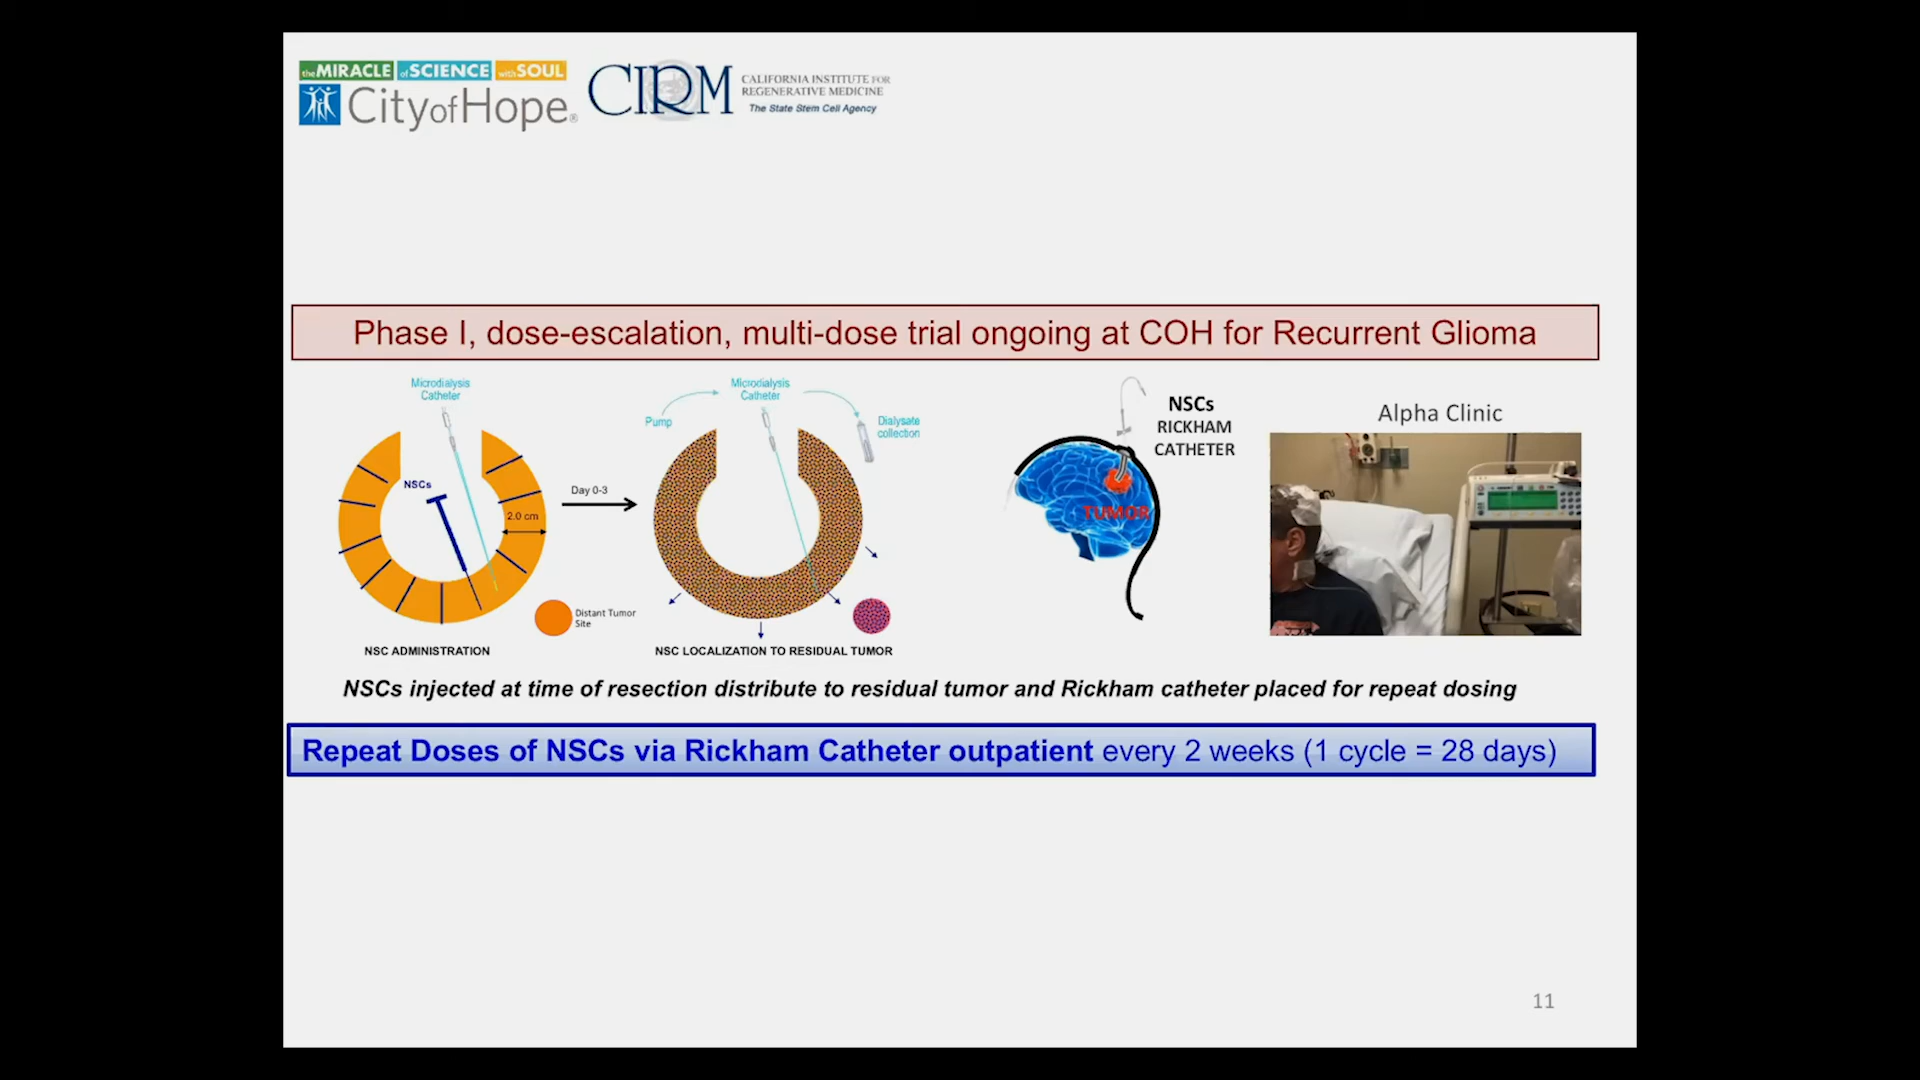 the MIRACLE of SCIENCE with SOUL
City of Hope®
CIRM
CALIFORNIA INSTITUTE FOR
REGENERATIVE MEDICINE
The State Stem Cell Agency
Phase I, dose-escalation, multi-dose trial ongoing at COH for Recurrent Glioma
Microdialysis
Catheter
NSCs
2.0 cm
Distant Tumor
Site
NSC ADMINISTRATION
Day 0-3
Pump
Microdialysis
Catheter
Dialysate
collection
NSC LOCALIZATION TO RESIDUAL TUMOR
NSCs
RICKHAM
CATHETER
TUMOR
Alpha Clinic
NSCs injected at time of resection distribute to residual tumor and Rickham catheter placed for repeat dosing
Repeat Doses of NSCs via Rickham Catheter outpatient every 2 weeks (1 cycle = 28 days)
11